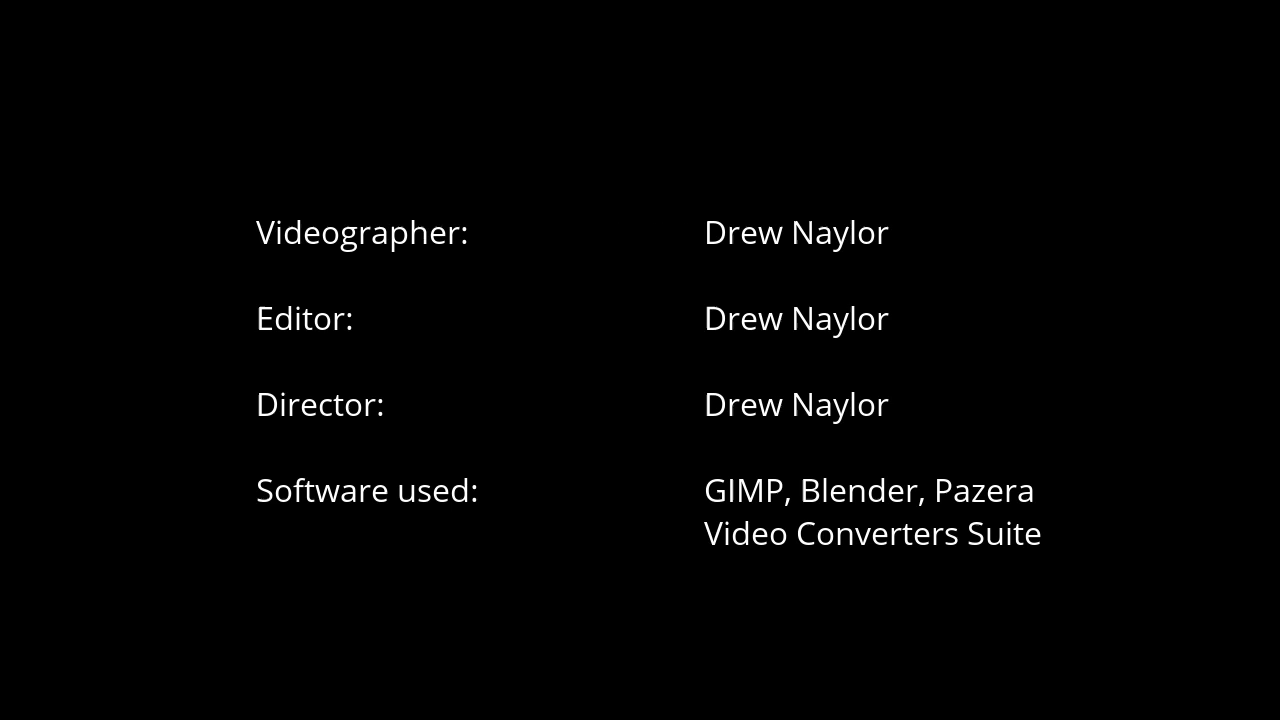 Videographer: Drew Naylor
Editor: Drew Naylor
Director: Drew Naylor
Software used: GIMP, Blender, Pazera
Video Converters Suite